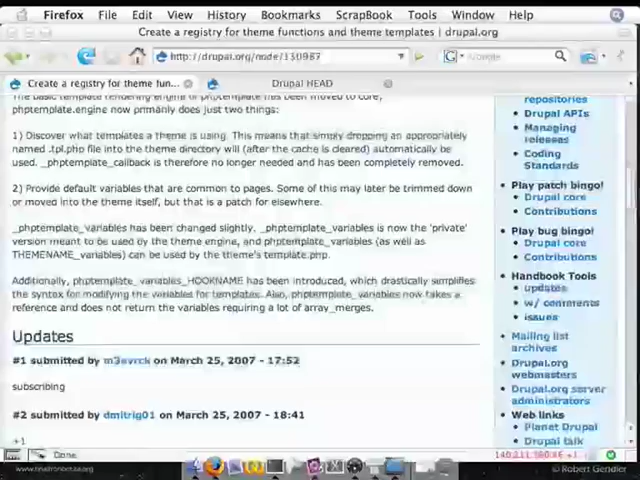 Firefox File Edit View History Bookmarks ScrapBook Tools Window Help
Create a registry for theme functions and theme templates | drupal.org
http://drupal.org/node/130987
Google
Create a registry for theme fun...
Drupal HEAD
phptemplate.engine now primarily does just two things:
1) Discover what templates a theme is using. This means that simply dropping an appropriately
named .tpl.php file into the theme directory will (after the cache is cleared) automatically be
used. _phptemplate_callback is therefore no longer needed and has been completely removed.
2) Provide default variables that are common to pages. Some of this may later be trimmed down
or moved into the theme itself, but that is a patch for elsewhere.
_phptemplate_variables has been changed slightly. _phptemplate_variables is now the 'private'
version meant to be used by the theme engine, and phptemplate_variables (as well as
THEMENAME_variables) can be used by the theme's template.php.
Additionally, phptemplate_variables_HOOKNAME has been introduced, which drastically simplifies
the syntax for modifying the variables for templates. Also, phptemplate_variables now takes a
reference and does not return the variables requiring a lot of array_merges.
Updates
#1 submitted by m3avrck on March 25, 2007 - 17:52
subscribing
#2 submitted by dmitrig01 on March 25, 2007 - 18:41
+1
repositories
Drupal APIs
Managing
releases
Coding
Standards
Play patch bingo!
Drupal core
Contributions
Play bug bingo!
Drupal core
Contributions
Handbook Tools
updates
w/ comments
issues
Mailing list
archives
Drupal.org
webmasters
Drupal.org server
administrators
Web links
Planet Drupal
Drupal talk
Done
© Robert Gendler